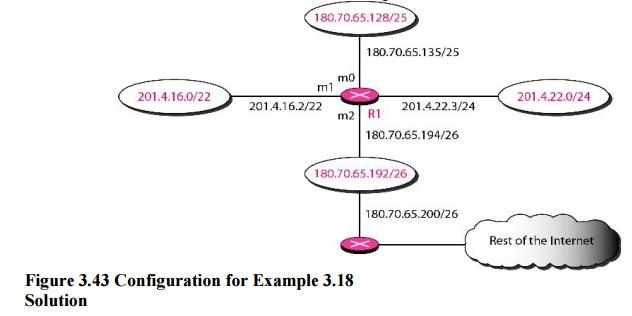 180.70.65.128/25
180.70.65.135/25
m0
m1
201.4.16.0/22
201.4.16.2/22
201.4.22.3/24
201.4.22.0/24
m2
R1
180.70.65.194/26
180.70.65.192/26
180.70.65.200/26
Rest of the Internet
Figure 3.43 Configuration for Example 3.18
Solution